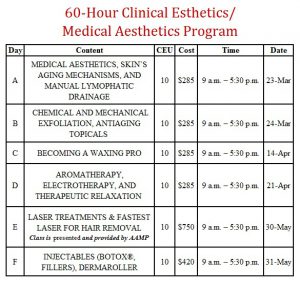 60-Hour Clinical Esthetics/
Medical Aesthetics Program
Day Content CEU Cost Time Date
A MEDICAL AESTHETICS, SKIN'S AGING MECHANISMS, AND MANUAL LYMOPHATIC DRAINAGE 10 $285 9 a.m. – 5:30 p.m. 23-Mar
B CHEMICAL AND MECHANICAL EXFOLIATION, ANTIAGING TOPICALS 10 $285 9 a.m. – 5:30 p.m. 24-Mar
C BECOMING A WAXING PRO 10 $285 9 a.m. – 5:30 p.m. 14-Apr
D AROMATHERAPY, ELECTROTHERAPY, AND THERAPEUTIC RELAXATION 10 $285 9 a.m. – 5:30 p.m. 21-Apr
E LASER TREATMENTS & FASTEST LASER FOR HAIR REMOVAL Class is presented and provided by AAMP 10 $750 9 a.m. – 5:30 p.m. 30-May
F INJECTABLES (BOTOX®, FILLERS), DERMAROLLER 10 $420 9 a.m. – 5:30 p.m. 31-May